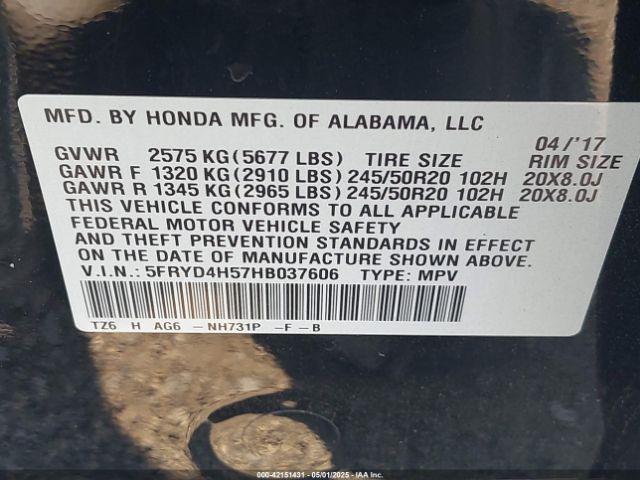 MFD. BY HONDA MFG. OF ALABAMA, LLC
04/'17
GVWR 2575 KG(5677 LBS) TIRE SIZE RIM SIZE
GAWR F 1320 KG(2910 LBS)245/50R20 102H 20X8.0J
GAWR R 1345 KG(2965 LBS)245/50R20 102H 20X8.0J
THIS VEHICLE CONFORMS TO ALL APPLICABLE
FEDERAL MOTOR VEHICLE SAFETY
AND THEFT PREVENTION STANDARDS IN EFFECT
ON THE DATE OF MANUFACTURE SHOWN ABOVE.
V.I.N.: 5FRYD4H57HB037606 TYPE: MPV
TZ6 H AG6 -NH731P -F-B
000-42151431 - 05/01/2025 - IAA Inc.